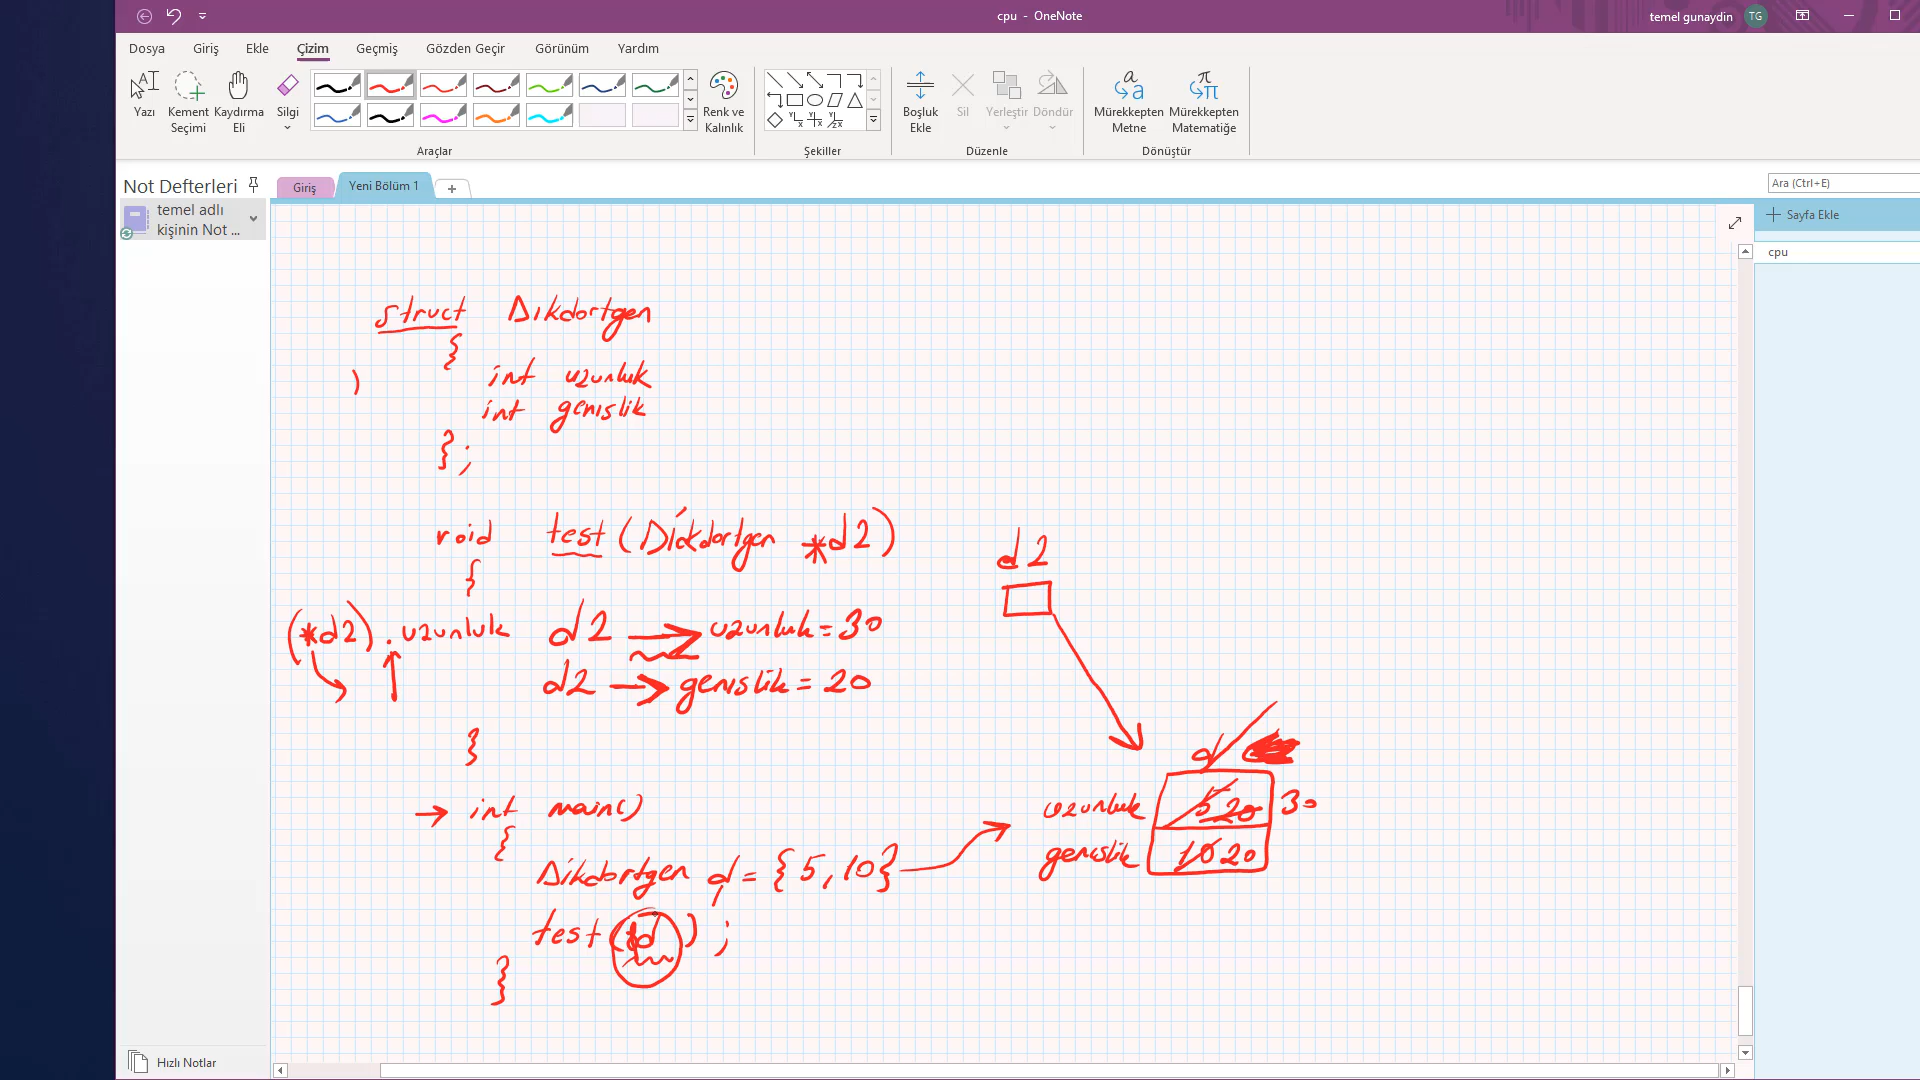 cpu - OneNote
temel gunaydin TG
Dosya Giriş Ekle Çizim Geçmiş Gözden Geçir Görünüm Yardım
Yazı
Kement Seçimi
Kaydırma Eli
Silgi
Renk ve Kalınlık
Boşluk Ekle
Sil
Yerleştir
Döndür
Mürekkepten Metne
Mürekkepten Matematiğe
Araçlar Şekiller Düzenle Dönüştür
Not Defterleri
Giriş Yeni Bölüm 1
Ara (Ctrl+E)
temel adlı
kişinin Not ...
Sayfa Ekle
cpu
struct Dikdortgen
{
)
int uzunluk
int genislik
};
void test (Dikdortgen *d2)
{
(*d2).uzunluk d2 → uzunluk = 30
d2 → genislik = 20
}
→ int main()
{
Dikdortgen d = {5, 10}
test (&d) ;
}
d2
d
uzunluk 5 20 30
genislik 10 20
Hızlı Notlar